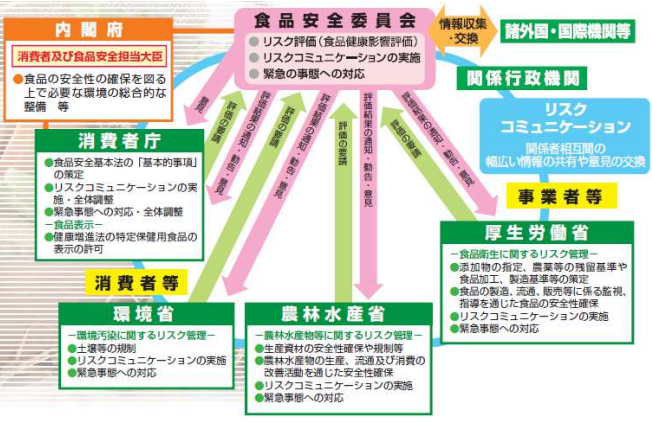 内閣府
消費者及び食品安全担当大臣
●食品の安全性の確保を図る
上で必要な環境の総合的な
整備 等
食品安全委員会
●リスク評価(食品健康影響評価)
●リスクコミュニケーションの実施
●緊急の事態への対応
情報収集
・交換
諸外国・国際機関等
関係行政機関
リスク
コミュニケーション
関係者相互間の
幅広い情報の共有や意見の交換
意見
評価の要請
評価結果の通知・勧告・意見
評価の要請
評価結果の通知・勧告・意見
評価の要請
評価結果の通知・勧告・意見
評価結果の通知・勧告・意見
評価の要請
消費者庁
●食品安全基本法の「基本的事項」
の策定
●リスクコミュニケーションの実
施・全体調整
●緊急事態への対応・全体調整
－食品表示－
●健康増進法の特定保健用食品の
表示の許可
事業者等
消費者等
厚生労働省
－食品衛生に関するリスク管理－
●添加物の指定、農薬等の残留基準や
食品加工、製造基準等の策定
●食品の製造、流通、販売等に係る監視、
指導を通じた食品の安全性確保
●リスクコミュニケーションの実施
●緊急事態への対応
環境省
－環境汚染に関するリスク管理－
●土壌等の規制
●リスクコミュニケーションの実施
●緊急事態への対応
農林水産省
－農林水産物等に関するリスク管理－
●生産資材の安全性確保や規制等
●農林水産物の生産、流通及び消費の
改善活動を通じた安全性確保
●リスクコミュニケーションの実施
●緊急事態への対応